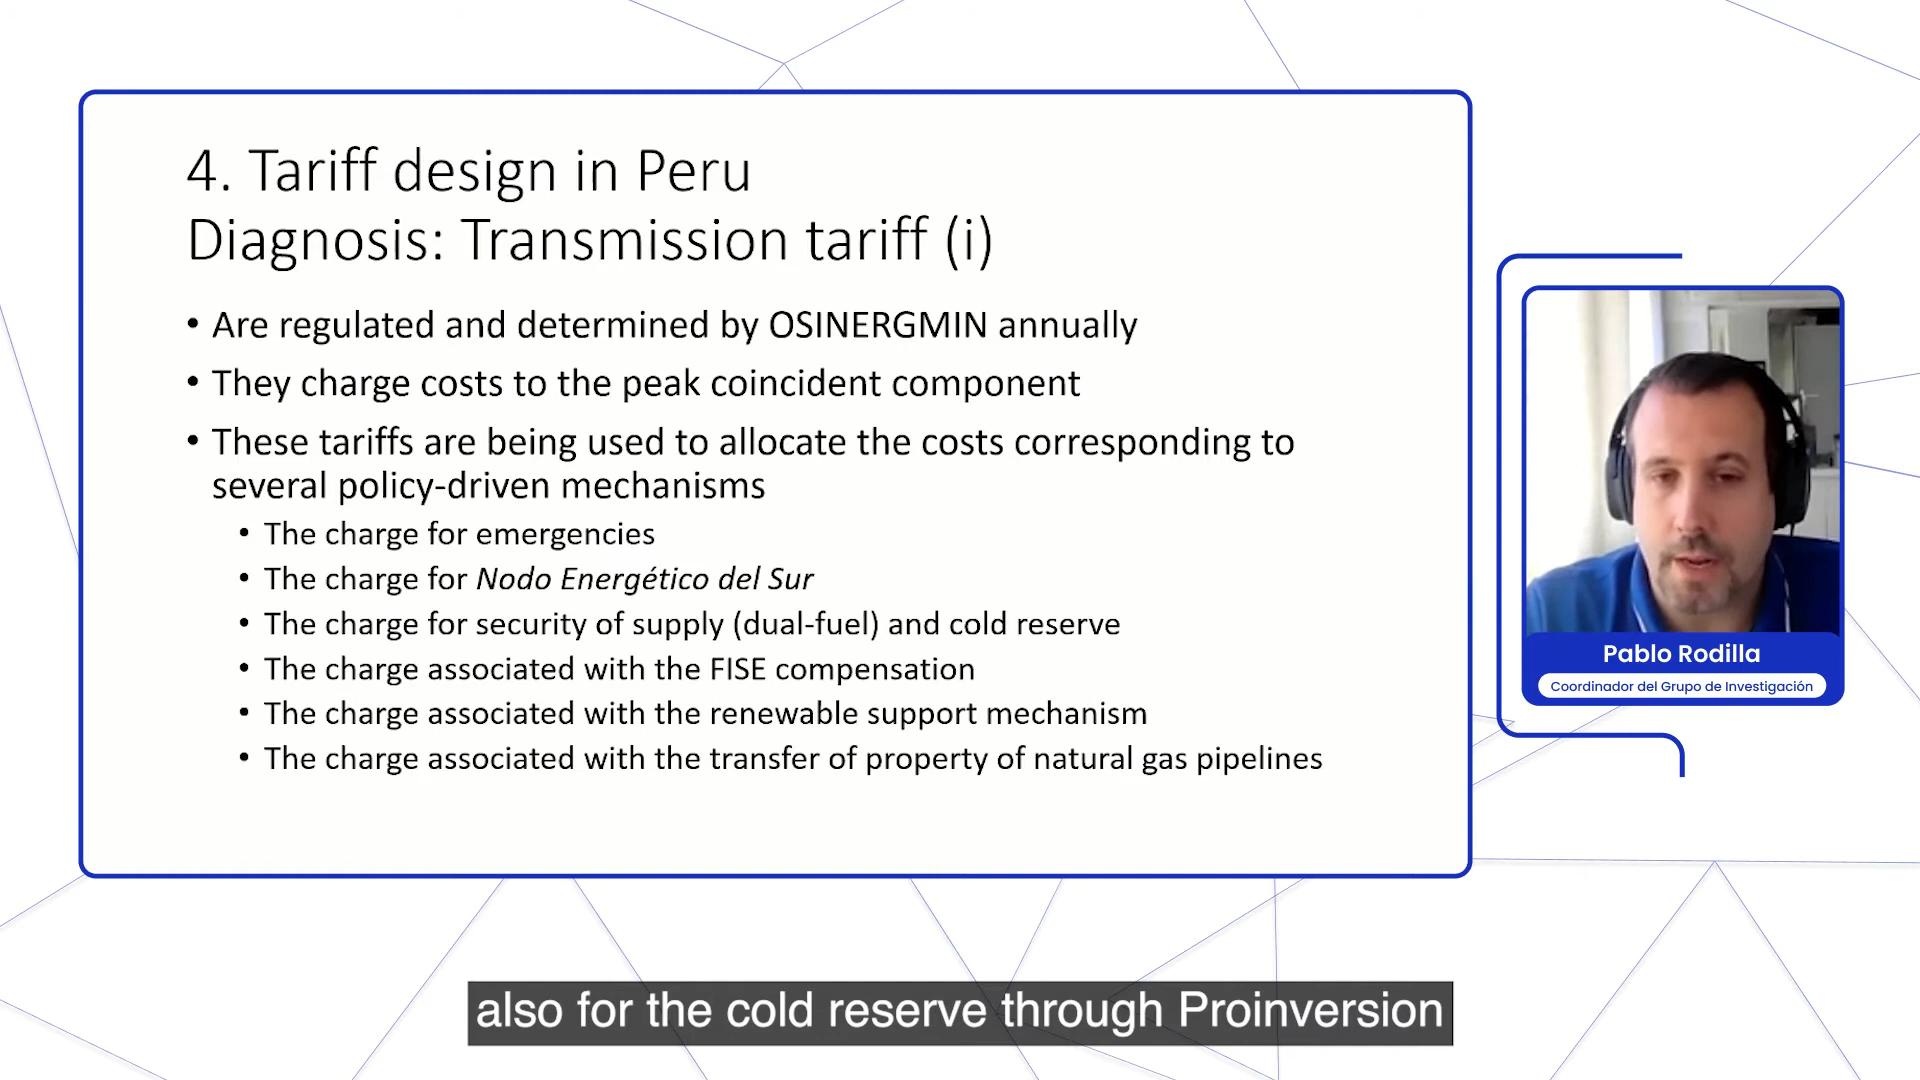 4. Tariff design in Peru
Diagnosis: Transmission tariff (i)
• Are regulated and determined by OSINERGMIN annually
• They charge costs to the peak coincident component
• These tariffs are being used to allocate the costs corresponding to
several policy-driven mechanisms
• The charge for emergencies
• The charge for Nodo Energético del Sur
• The charge for security of supply (dual-fuel) and cold reserve
• The charge associated with the FISE compensation
• The charge associated with the renewable support mechanism
• The charge associated with the transfer of property of natural gas pipelines
Pablo Rodilla
Coordinador del Grupo de Investigación
also for the cold reserve through Proinversion